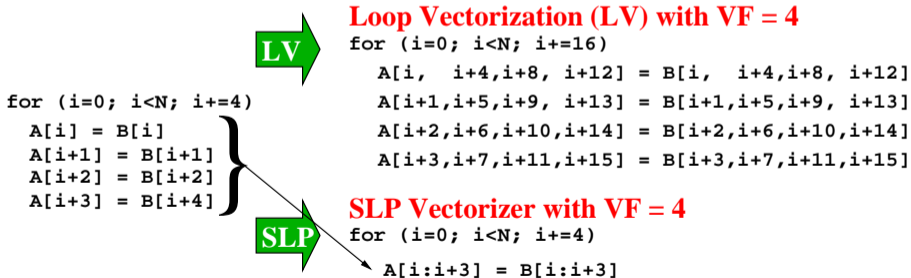 Loop Vectorization (LV) with VF = 4
LV
for (i=0; i<N; i+=16)
A[i, i+4,i+8, i+12] = B[i, i+4,i+8, i+12]
A[i+1,i+5,i+9, i+13] = B[i+1,i+5,i+9, i+13]
A[i+2,i+6,i+10,i+14] = B[i+2,i+6,i+10,i+14]
A[i+3,i+7,i+11,i+15] = B[i+3,i+7,i+11,i+15]
for (i=0; i<N; i+=4)
A[i] = B[i]
A[i+1] = B[i+1]
A[i+2] = B[i+2]
A[i+3] = B[i+4]
SLP Vectorizer with VF = 4
SLP
for (i=0; i<N; i+=4)
A[i:i+3] = B[i:i+3]